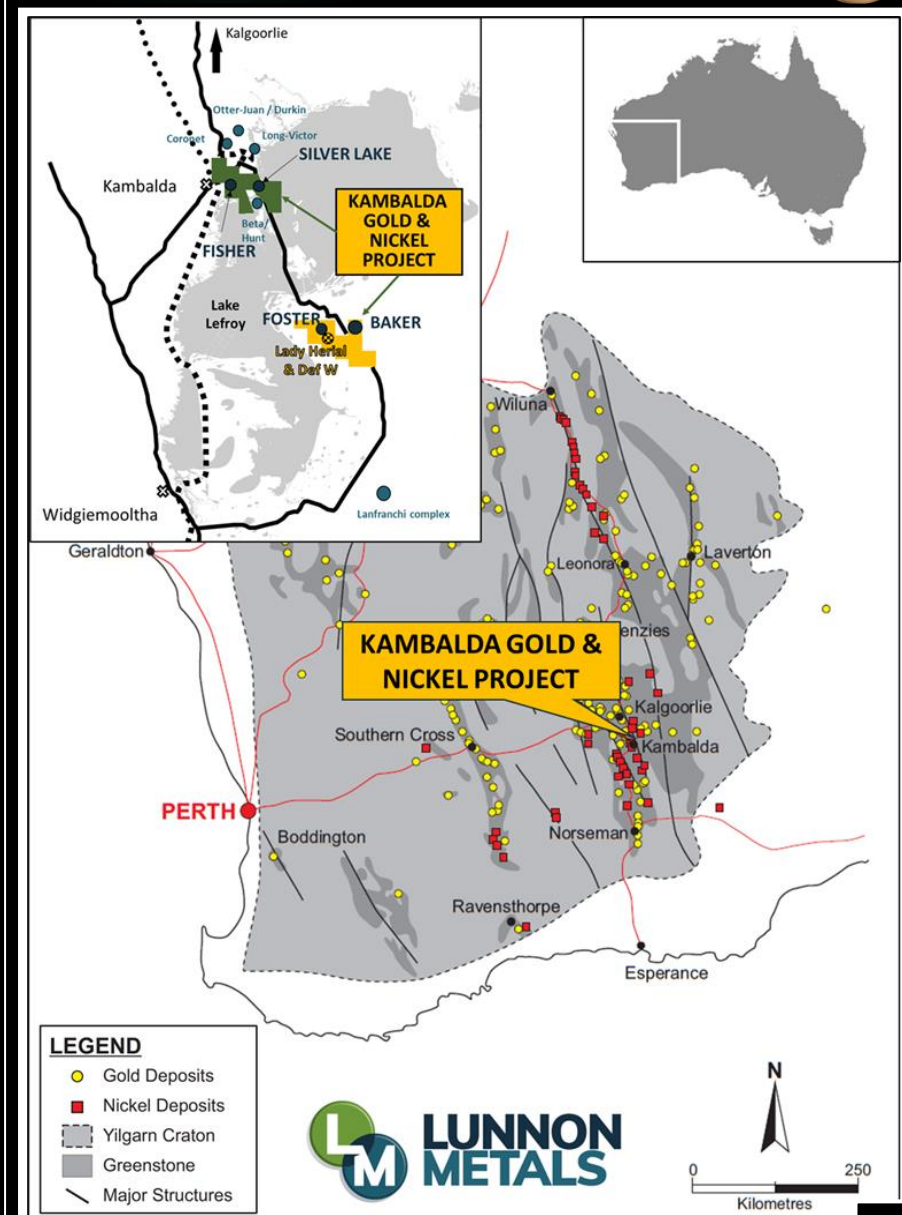 Kalgoorlie
Otter-Juan / Durkin
Coronet
Long-Victor
SILVER LAKE
Kambalda
KAMBALDA
GOLD &
NICKEL
PROJECT
Beta/
Hunt
FISHER
Lake
Lefroy
FOSTER
BAKER
Lady Herial
& Def W
Widgiemooltha
Lanfranchi complex
Wiluna
Geraldton
Leonora
Laverton
enzies
KAMBALDA GOLD &
NICKEL PROJECT
Kalgoorlie
Southern Cross
Kambalda
PERTH
Boddington
Norseman
Ravensthorpe
Esperance
LEGEND
Gold Deposits
Nickel Deposits
Yilgarn Craton
Greenstone
Major Structures
LM
LUNNON
METALS
N
0 250
Kilometres